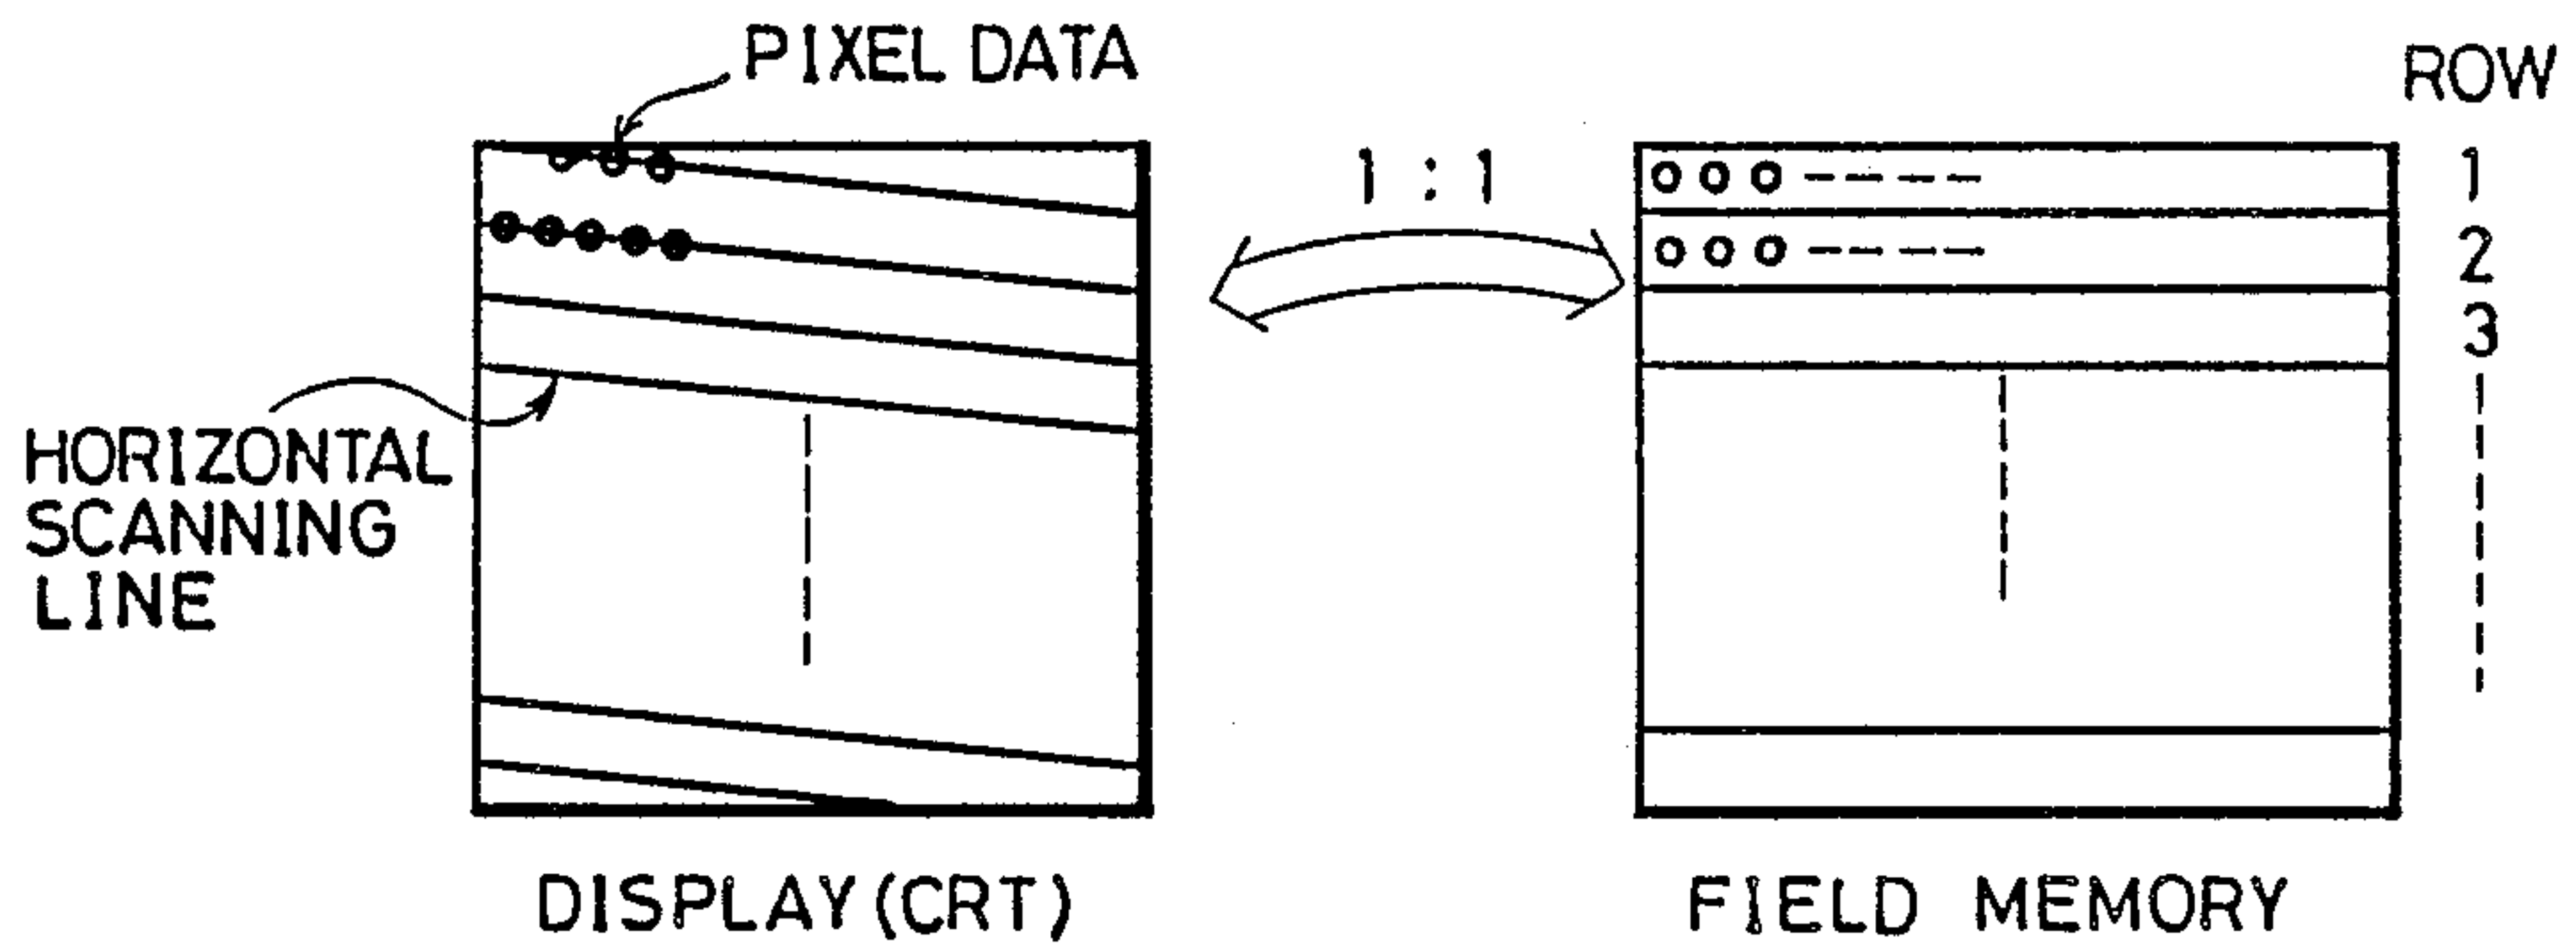 PIXEL DATA
ROW
1 : 1
1
2
3
HORIZONTAL
SCANNING
LINE
DISPLAY (CRT)
FIELD MEMORY